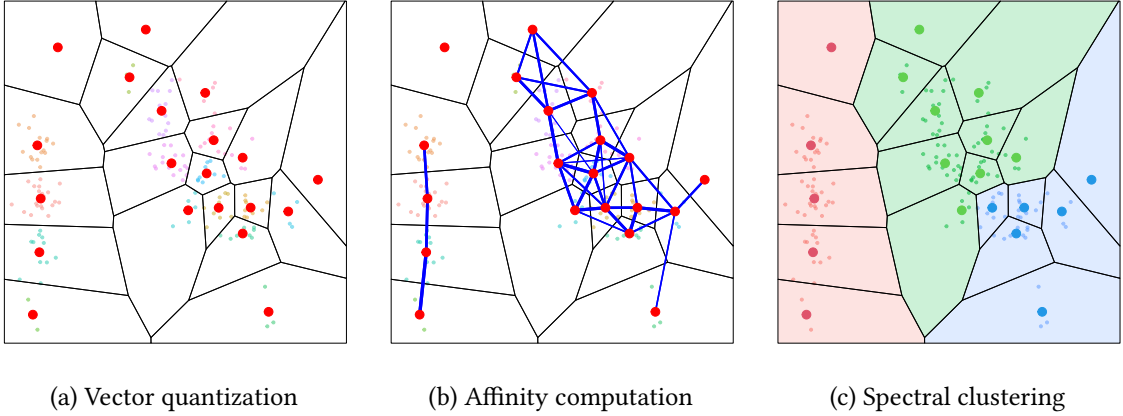 (a) Vector quantization
(b) Affinity computation
(c) Spectral clustering